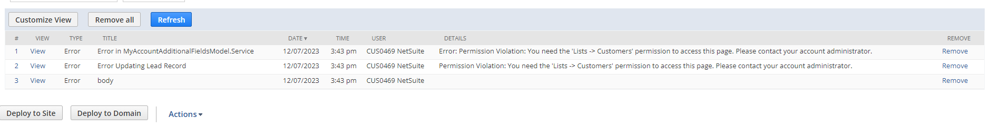 Customize View Remove all Refresh
# VIEW TYPE TITLE DATE TIME USER DETAILS REMOVE
1 View Error Error in MyAccountAdditionalFieldsModel.Service 12/07/2023 3:43 pm CUS0469 NetSuite Error: Permission Violation: You need the 'Lists -> Customers' permission to access this page. Please contact your account administrator. Remove
2 View Error Error Updating Lead Record 12/07/2023 3:43 pm CUS0469 NetSuite Permission Violation: You need the 'Lists -> Customers' permission to access this page. Please contact your account administrator. Remove
3 View Error body 12/07/2023 3:43 pm CUS0469 NetSuite Remove
Deploy to Site Deploy to Domain Actions